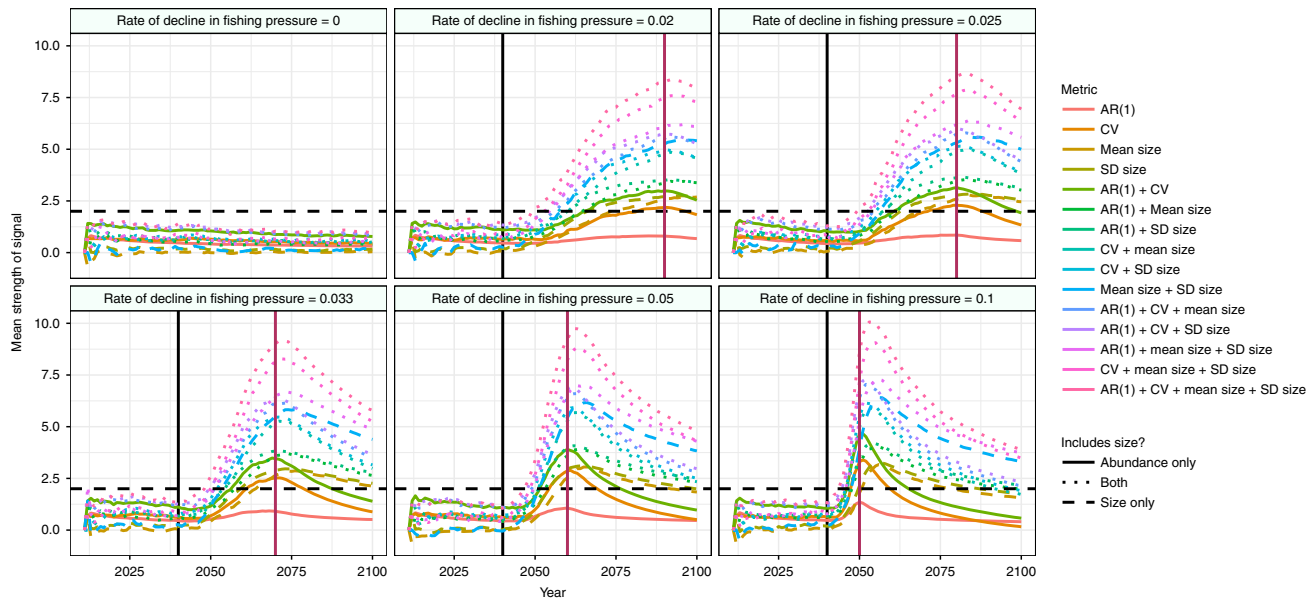 Rate of decline in fishing pressure = 0
Rate of decline in fishing pressure = 0.02
Rate of decline in fishing pressure = 0.025
10.0
7.5
5.0
2.5
0.0
Rate of decline in fishing pressure = 0.033
Rate of decline in fishing pressure = 0.05
Rate of decline in fishing pressure = 0.1
10.0
7.5
5.0
2.5
0.0
2025
2050
2075
2100
2025
2050
2075
2100
2025
2050
2075
2100
Year
Mean strength of signal
Metric
AR(1)
CV
Mean size
SD size
AR(1) + CV
AR(1) + Mean size
AR(1) + SD size
CV + mean size
CV + SD size
Mean size + SD size
AR(1) + CV + mean size
AR(1) + CV + SD size
AR(1) + mean size + SD size
CV + mean size + SD size
AR(1) + CV + mean size + SD size
Includes size?
Abundance only
Both
Size only